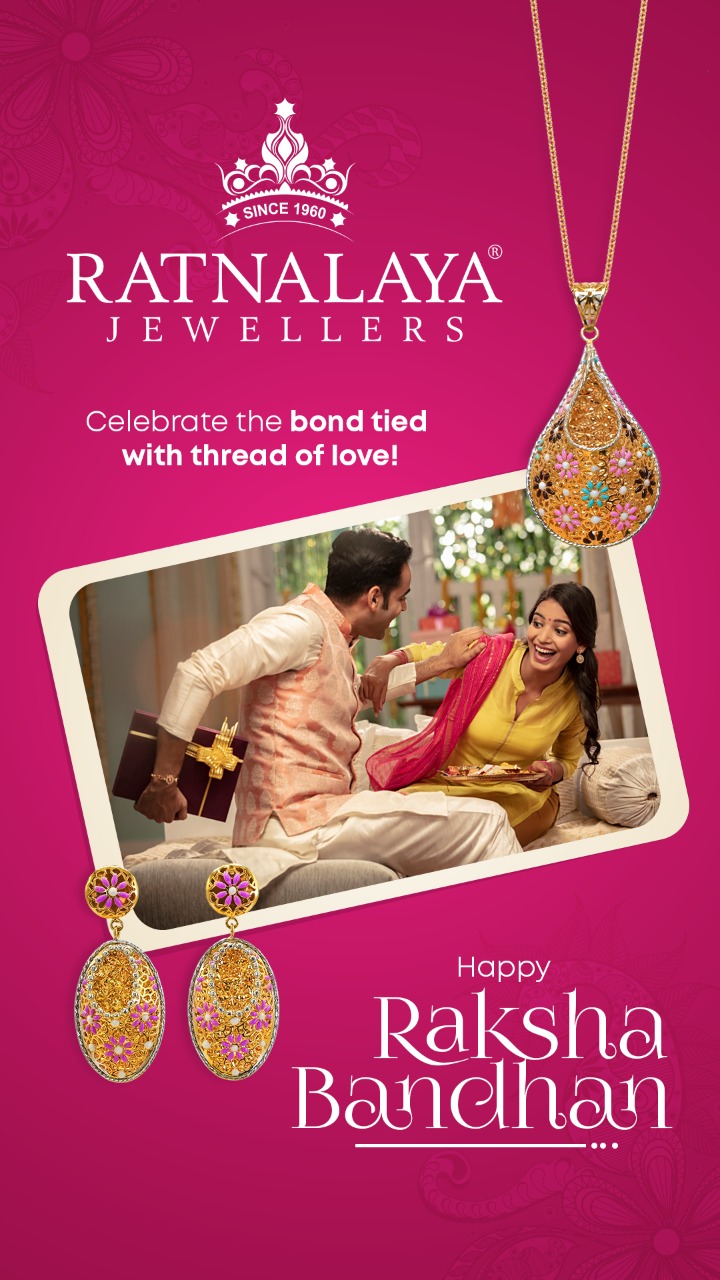 SINCE 1960
RATNALAYA®
JEWELLERS
Celebrate the bond tied
with thread of love!
Happy
Raksha
Bandhan